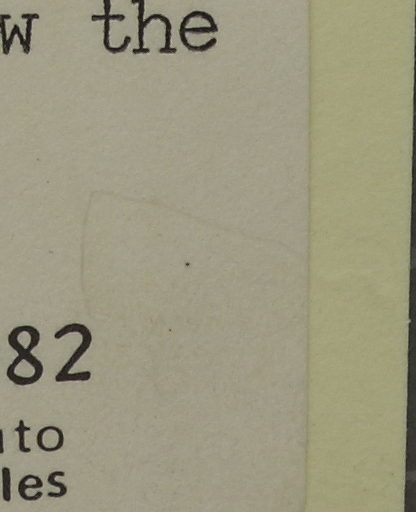 w the
82
to
les